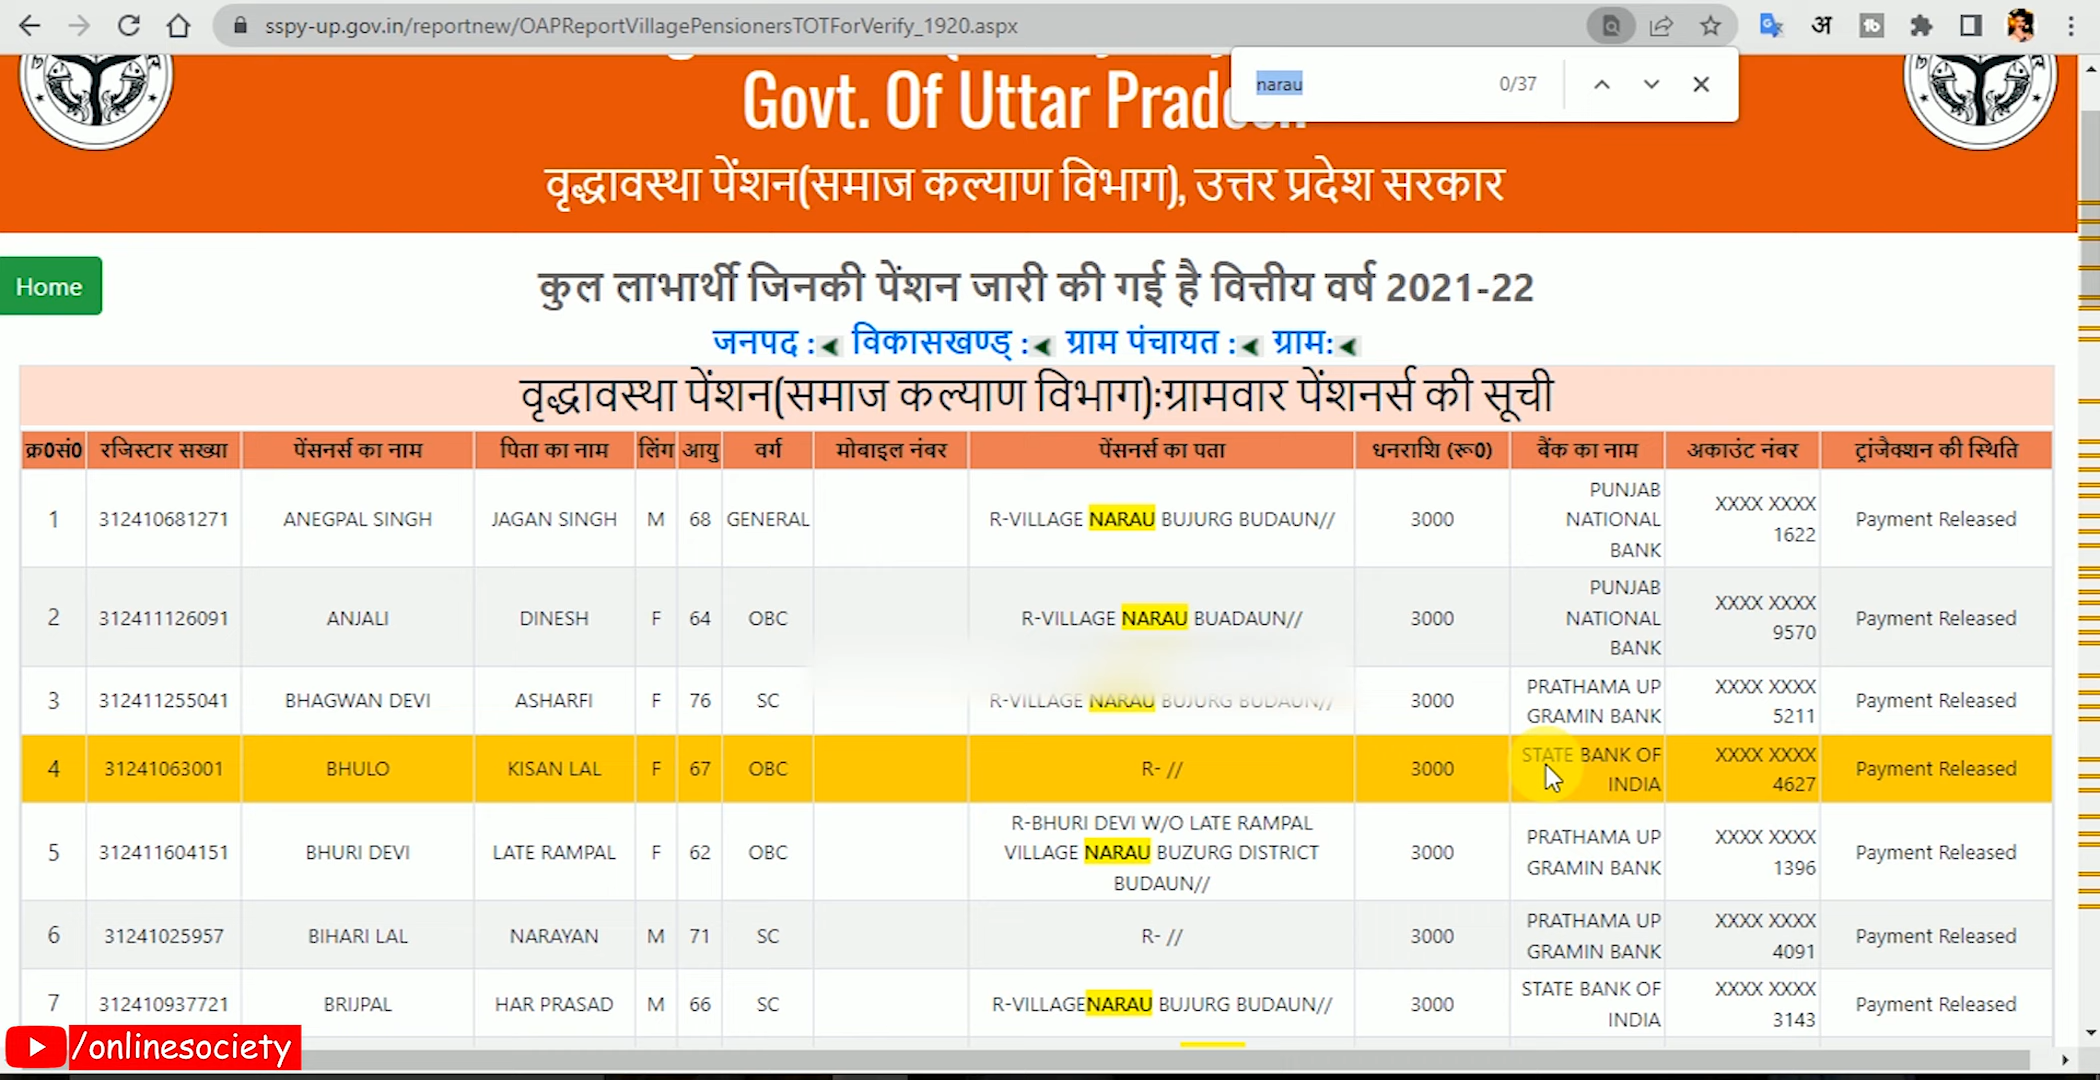 sspy-up.gov.in/reportnew/OAPReportVillagePensionersTOTForVerify_1920.aspx
narau 0/37
Govt. Of Uttar Pradesh
वृद्धावस्था पेंशन(समाज कल्याण विभाग), उत्तर प्रदेश सरकार
Home
कुल लाभार्थी जिनकी पेंशन जारी की गई है वित्तीय वर्ष 2021-22
जनपद : विकासखण्ड् : ग्राम पंचायत : ग्राम:
वृद्धावस्था पेंशन(समाज कल्याण विभाग):ग्रामवार पेंशनर्स की सूची
क्र0सं0 रजिस्टार सख्या पेंसनर्स का नाम पिता का नाम लिंग आयु वर्ग मोबाइल नंबर पेंसनर्स का पता धनराशि (रू0) बैंक का नाम अकाउंट नंबर ट्रांजैक्शन की स्थिति
1 312410681271 ANEGPAL SINGH JAGAN SINGH M 68 GENERAL R-VILLAGE NARAU BUJURG BUDAUN// 3000 PUNJAB NATIONAL BANK XXXX XXXX 1622 Payment Released
2 312411126091 ANJALI DINESH F 64 OBC R-VILLAGE NARAU BUADAUN// 3000 PUNJAB NATIONAL BANK XXXX XXXX 9570 Payment Released
3 312411255041 BHAGWAN DEVI ASHARFI F 76 SC R-VILLAGE NARAU BUJURG BUDAUN// 3000 PRATHAMA UP GRAMIN BANK XXXX XXXX 5211 Payment Released
4 31241063001 BHULO KISAN LAL F 67 OBC R- // 3000 STATE BANK OF INDIA XXXX XXXX 4627 Payment Released
5 312411604151 BHURI DEVI LATE RAMPAL F 62 OBC R-BHURI DEVI W/O LATE RAMPAL VILLAGE NARAU BUZURG DISTRICT BUDAUN// 3000 PRATHAMA UP GRAMIN BANK XXXX XXXX 1396 Payment Released
6 31241025957 BIHARI LAL NARAYAN M 71 SC R- // 3000 PRATHAMA UP GRAMIN BANK XXXX XXXX 4091 Payment Released
7 312410937721 BRIJPAL HAR PRASAD M 66 SC R-VILLAGENARAU BUJURG BUDAUN// 3000 STATE BANK OF INDIA XXXX XXXX 3143 Payment Released
/onlinesociety